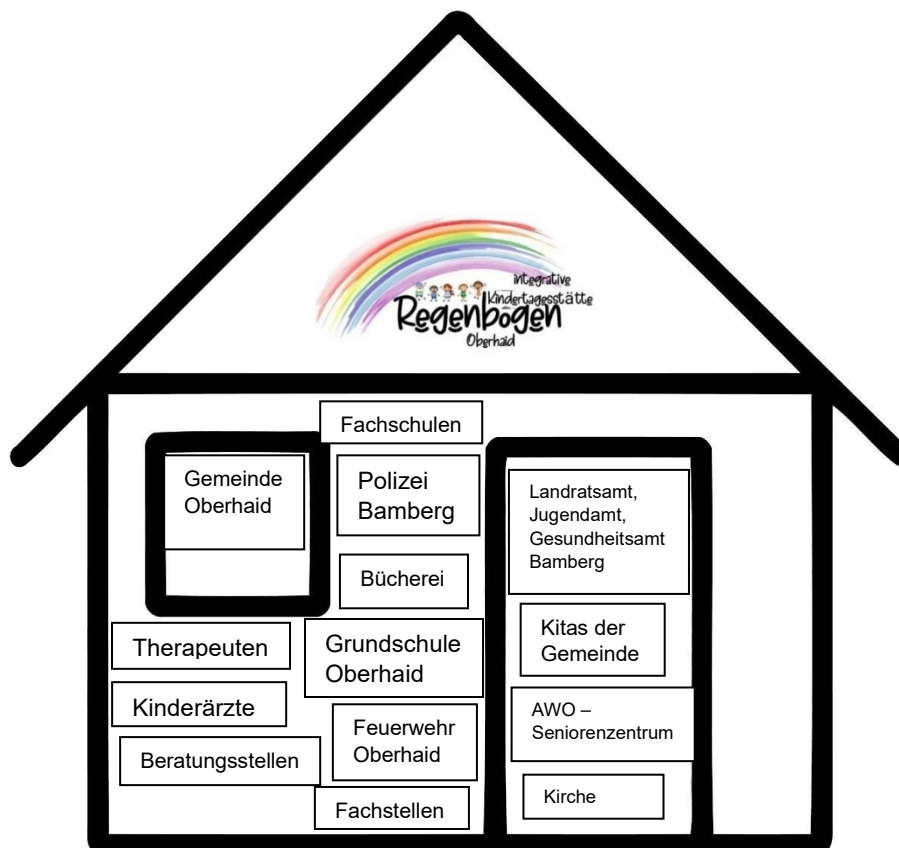 integrative
Kindertagesstätte
Regenbogen
Oberhaid
Fachschulen
Gemeinde
Oberhaid
Polizei
Bamberg
Bücherei
Therapeuten
Grundschule
Oberhaid
Kinderärzte
Feuerwehr
Oberhaid
Beratungsstellen
Fachstellen
Landratsamt,
Jugendamt,
Gesundheitsamt
Bamberg
Kitas der
Gemeinde
AWO –
Seniorenzentrum
Kirche